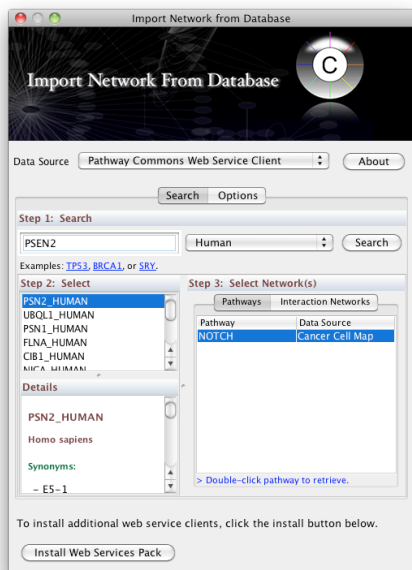 Import Network from Database
Import Network From Database
C
Data Source Pathway Commons Web Service Client About
Search Options
Step 1: Search
PSEN2 Human Search
Examples: TP53, BRCA1, or SRY.
Step 2: Select
PSN2_HUMAN
UBQL1_HUMAN
PSN1_HUMAN
FLNA_HUMAN
CIB1_HUMAN
NICA_HUMAN
Details
PSN2_HUMAN
Homo sapiens
Synonyms:
- E5-1
Step 3: Select Network(s)
Pathways Interaction Networks
Pathway Data Source
NOTCH Cancer Cell Map
> Double-click pathway to retrieve.
To install additional web service clients, click the install button below.
Install Web Services Pack